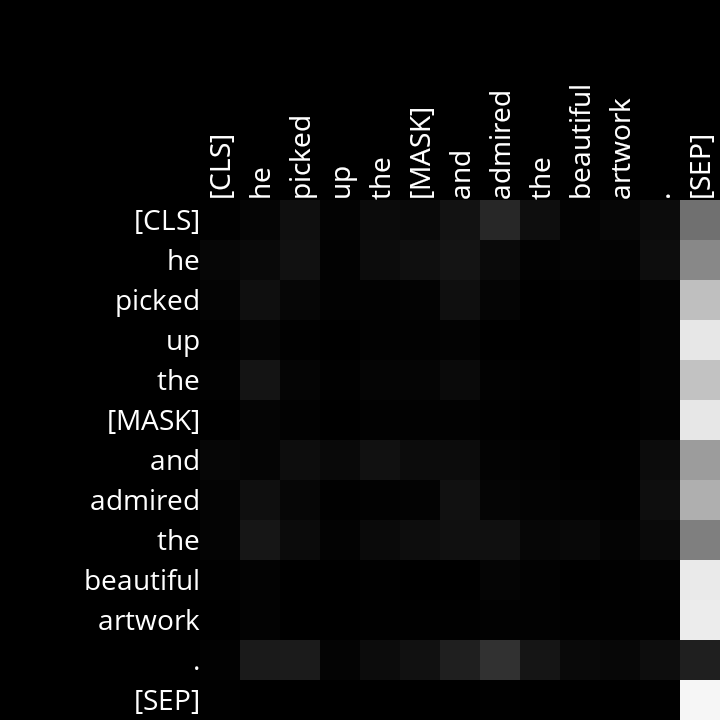 [CLS] he picked up the [MASK] and admired the beautiful artwork . [SEP]
[CLS]
he
picked
up
the
[MASK]
and
admired
the
beautiful
artwork
.
[SEP]